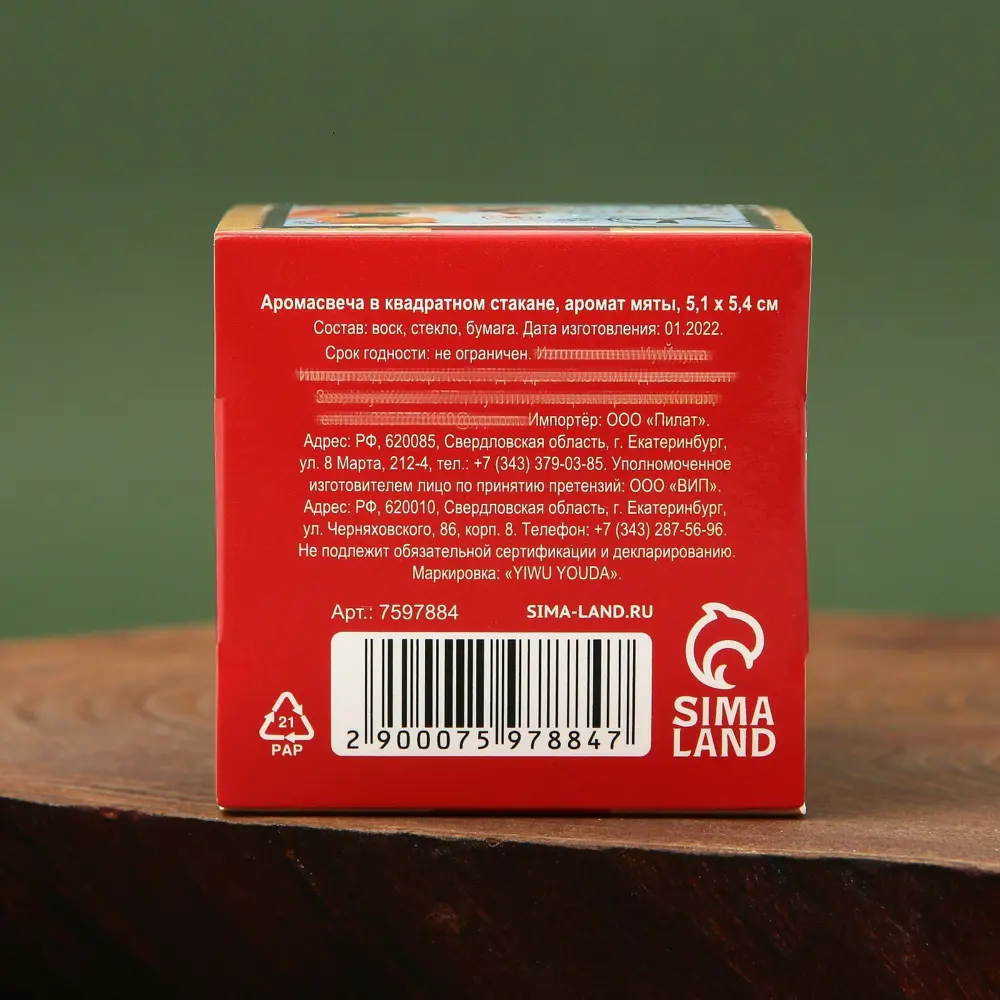 Аромасвеча в квадратном стакане, аромат мяты, 5,1 х 5,4 см
Состав: воск, стекло, бумага. Дата изготовления: 01.2022.
Срок годности: не ограничен.
Импортёр: ООО «Пилат».
Адрес: РФ, 620085, Свердловская область, г. Екатеринбург,
ул. 8 Марта, 212-4, тел.: +7 (343) 379-03-85. Уполномоченное
изготовителем лицо по принятию претензий: ООО «ВИП».
Адрес: РФ, 620010, Свердловская область, г. Екатеринбург,
ул. Черняховского, 86, корп. 8. Телефон: +7 (343) 287-56-96.
Не подлежит обязательной сертификации и декларированию.
Маркировка: «YIWU YOUDA».
Арт.: 7597884 SIMA-LAND.RU
2 900075 978847
21
PAP
SIMA
LAND